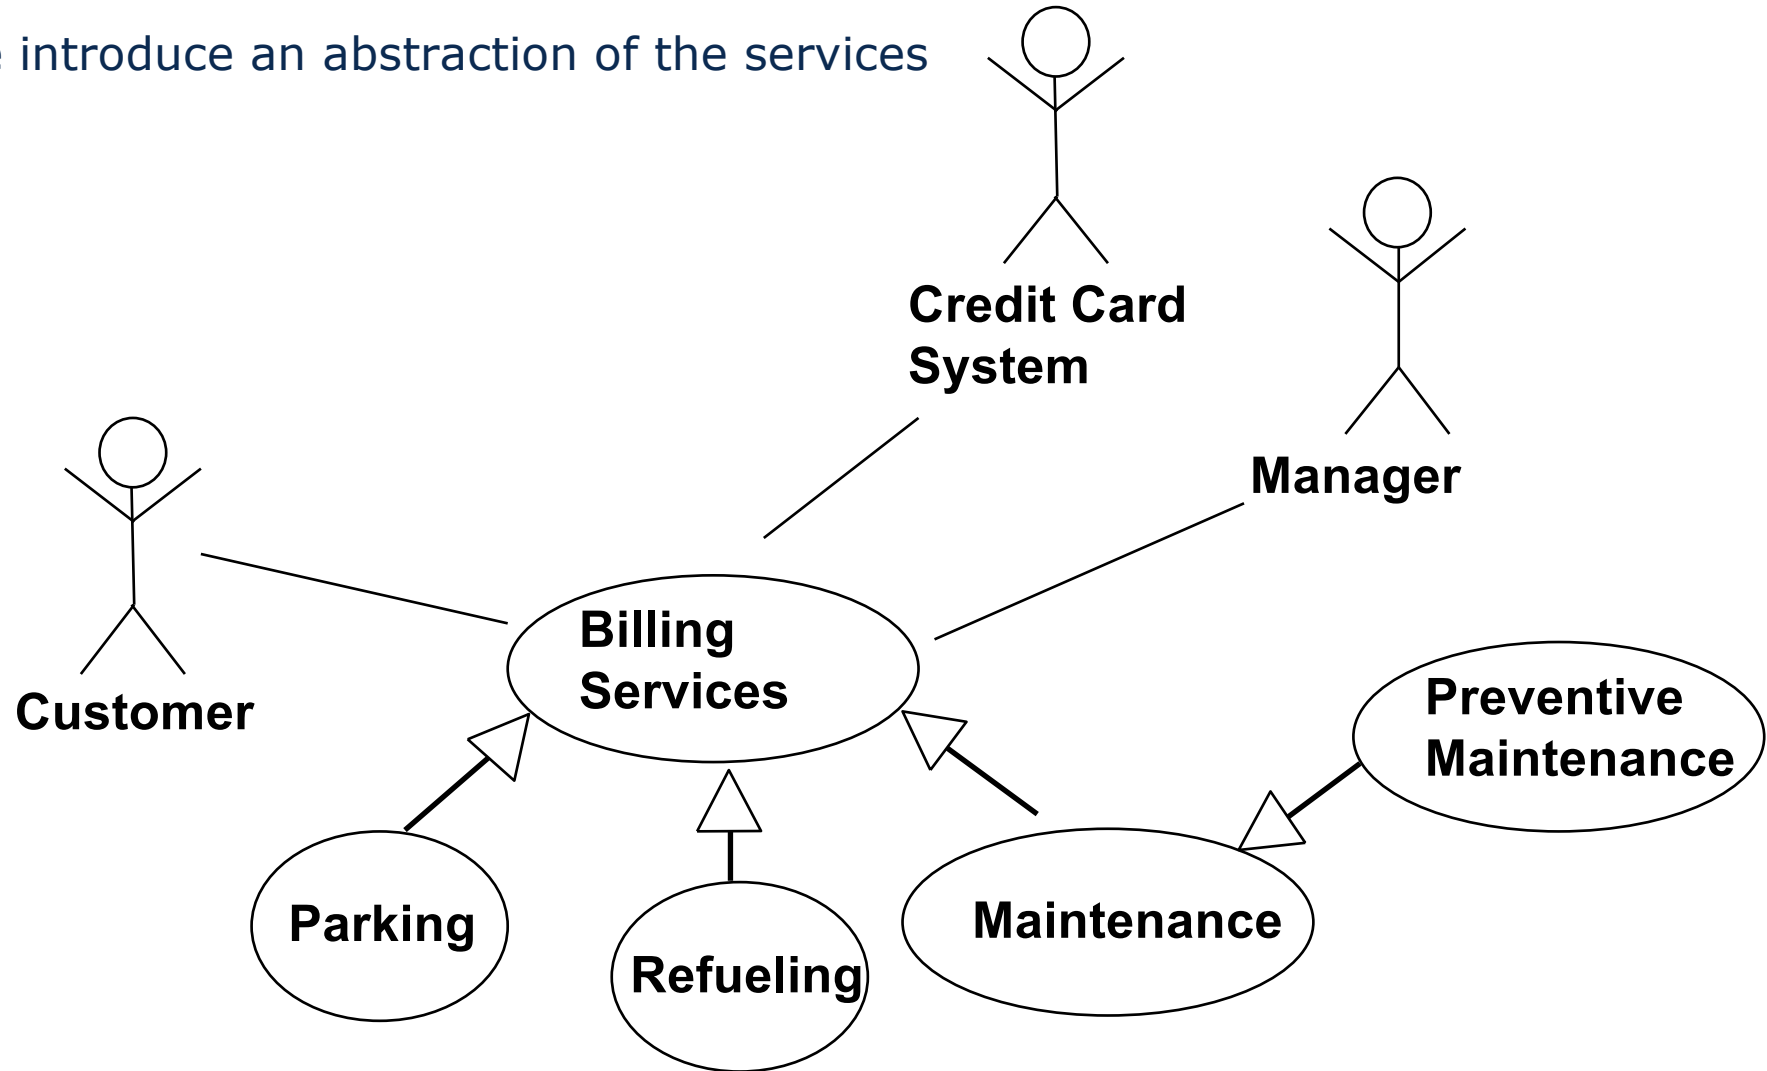 e introduce an abstraction of the services
Credit Card
System
Manager
Customer
Billing
Services
Preventive
Maintenance
Parking
Refueling
Maintenance